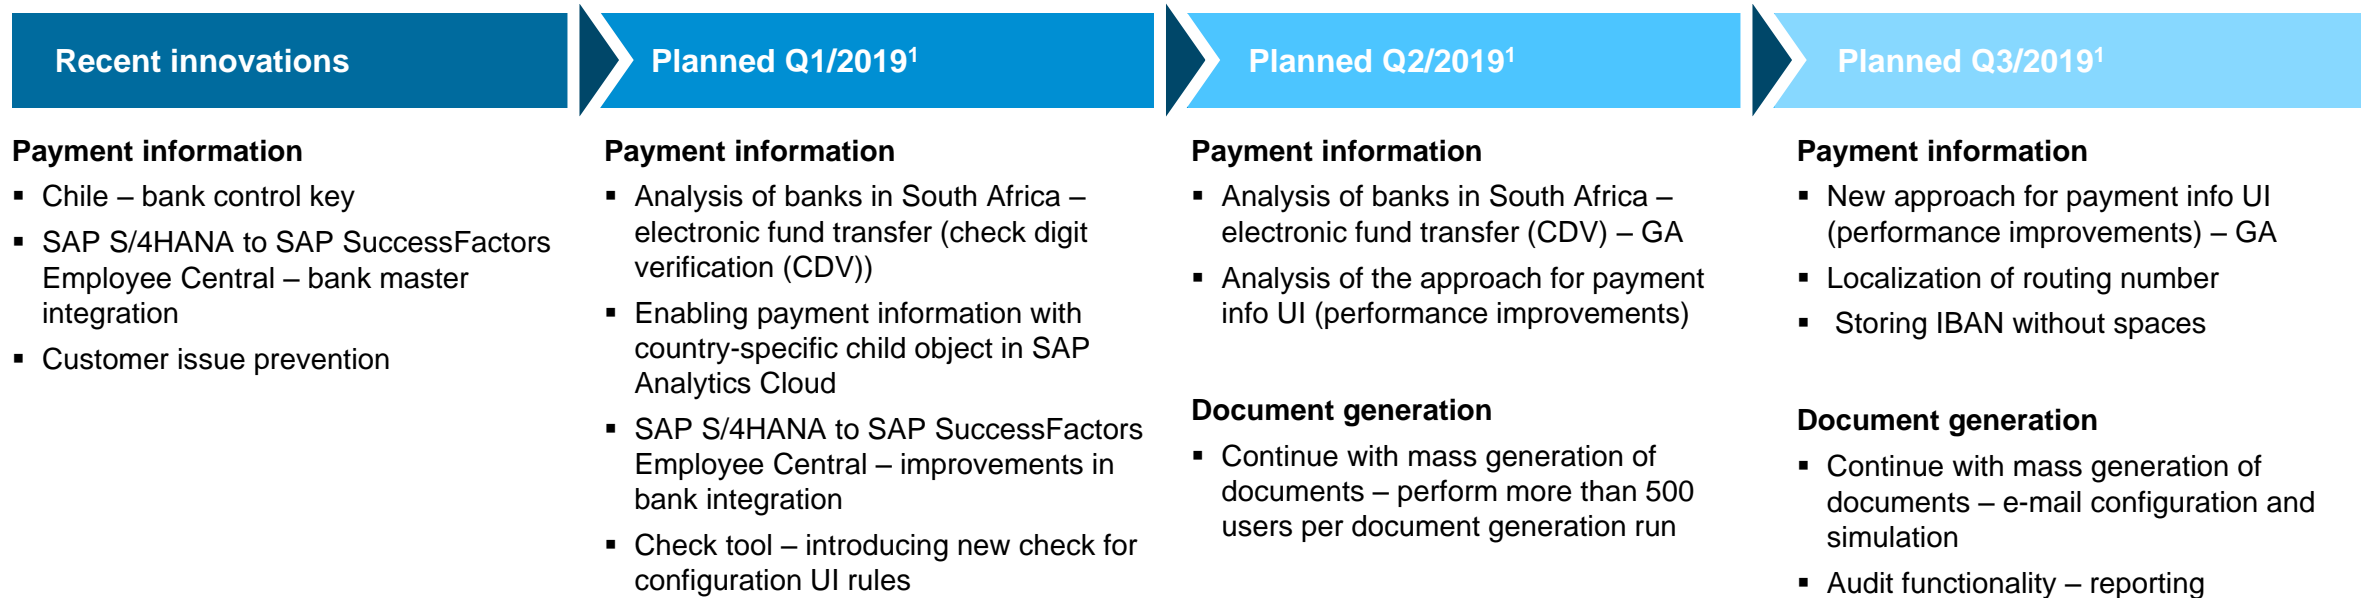 Recent innovations
Planned Q1/2019¹
Planned Q2/2019¹
Planned Q3/2019¹
Payment information
▪ Chile – bank control key
▪ SAP S/4HANA to SAP SuccessFactors
Employee Central – bank master
integration
▪ Customer issue prevention
Payment information
▪ Analysis of banks in South Africa –
electronic fund transfer (check digit
verification (CDV))
▪ Enabling payment information with
country-specific child object in SAP
Analytics Cloud
▪ SAP S/4HANA to SAP SuccessFactors
Employee Central – improvements in
bank integration
▪ Check tool – introducing new check for
configuration UI rules
Payment information
▪ Analysis of banks in South Africa –
electronic fund transfer (CDV) – GA
▪ Analysis of the approach for payment
info UI (performance improvements)
Document generation
▪ Continue with mass generation of
documents – perform more than 500
users per document generation run
Payment information
▪ New approach for payment info UI
(performance improvements) – GA
▪ Localization of routing number
▪ Storing IBAN without spaces
Document generation
▪ Continue with mass generation of
documents – e-mail configuration and
simulation
▪ Audit functionality – reporting